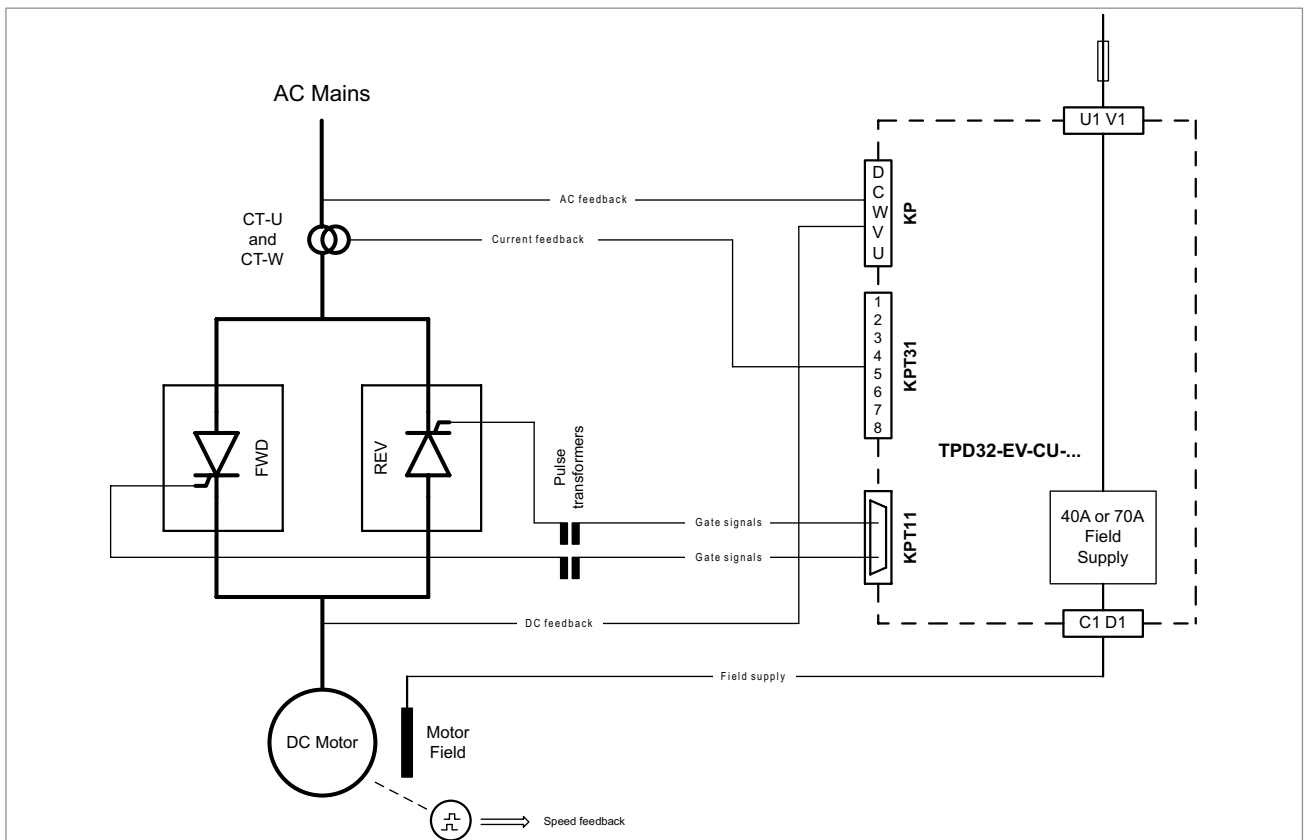 AC Mains
U1 V1
D
C
W
V
U
KP
AC feedback
CT-U
and
CT-W
Current feedback
1
2
3
4
5
6
7
8
KPT31
FWD
REV
Pulse
transformers
TPD32-EV-CU-...
Gate signals
Gate signals
KPT11
40A or 70A
Field
Supply
C1 D1
DC feedback
Field supply
DC Motor
Motor
Field
Speed feedback